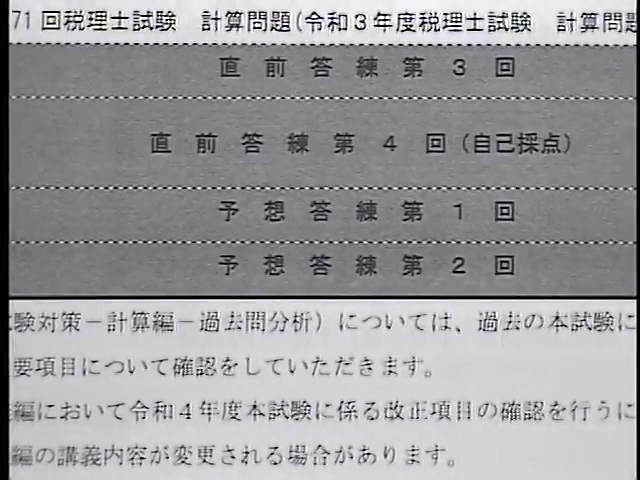 71回税理士試験　計算問題(令和3年度税理士試験　計算問
直前答練第3回
直前答練第4回(自己採点)
予想答練第1回
予想答練第2回
験対策－計算編－過去問分析）については、過去の本試験に
要項目について確認をしていただきます。
編において令和4年度本試験に係る改正項目の確認を行うに
編の講義内容が変更される場合があります。